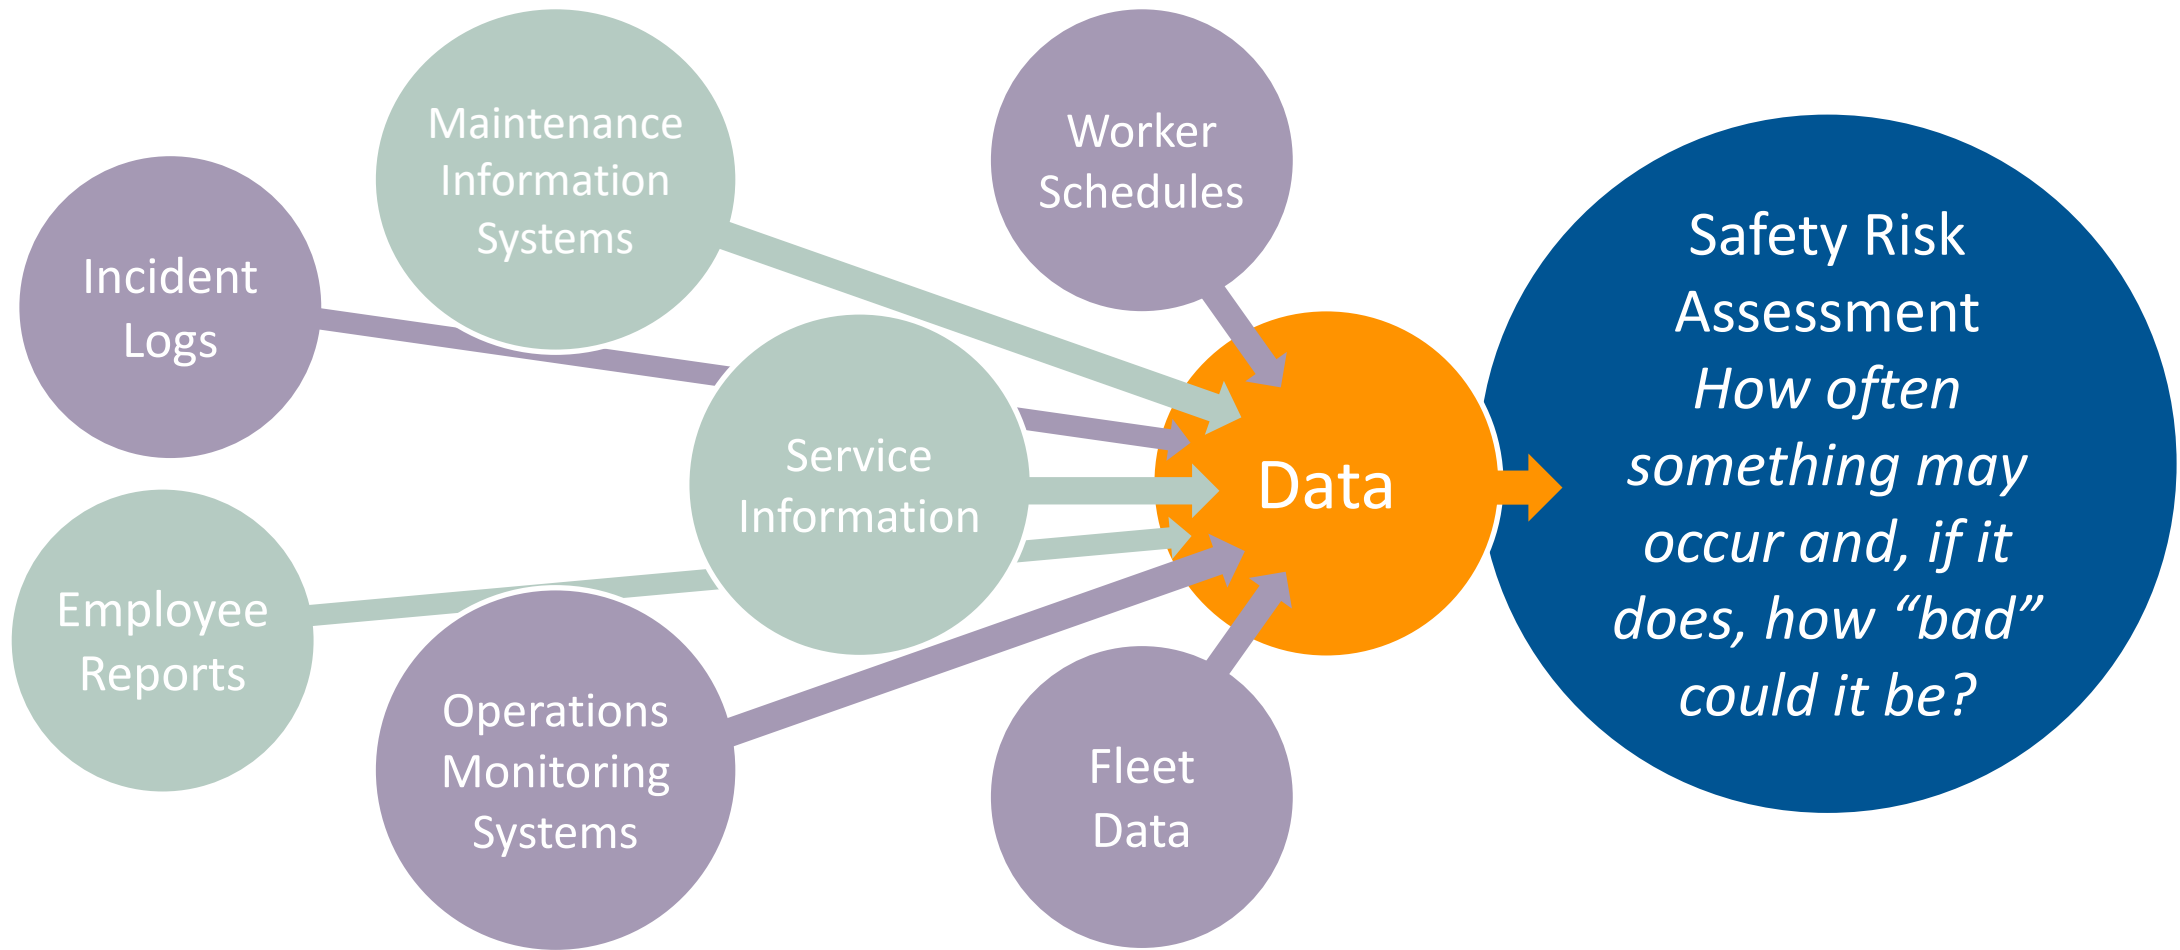 Maintenance
Information
Systems
Worker
Schedules
Incident
Logs
Service
Information
Employee
Reports
Operations
Monitoring
Systems
Fleet
Data
Data
Safety Risk
Assessment
How often
something may
occur and, if it
does, how “bad”
could it be?